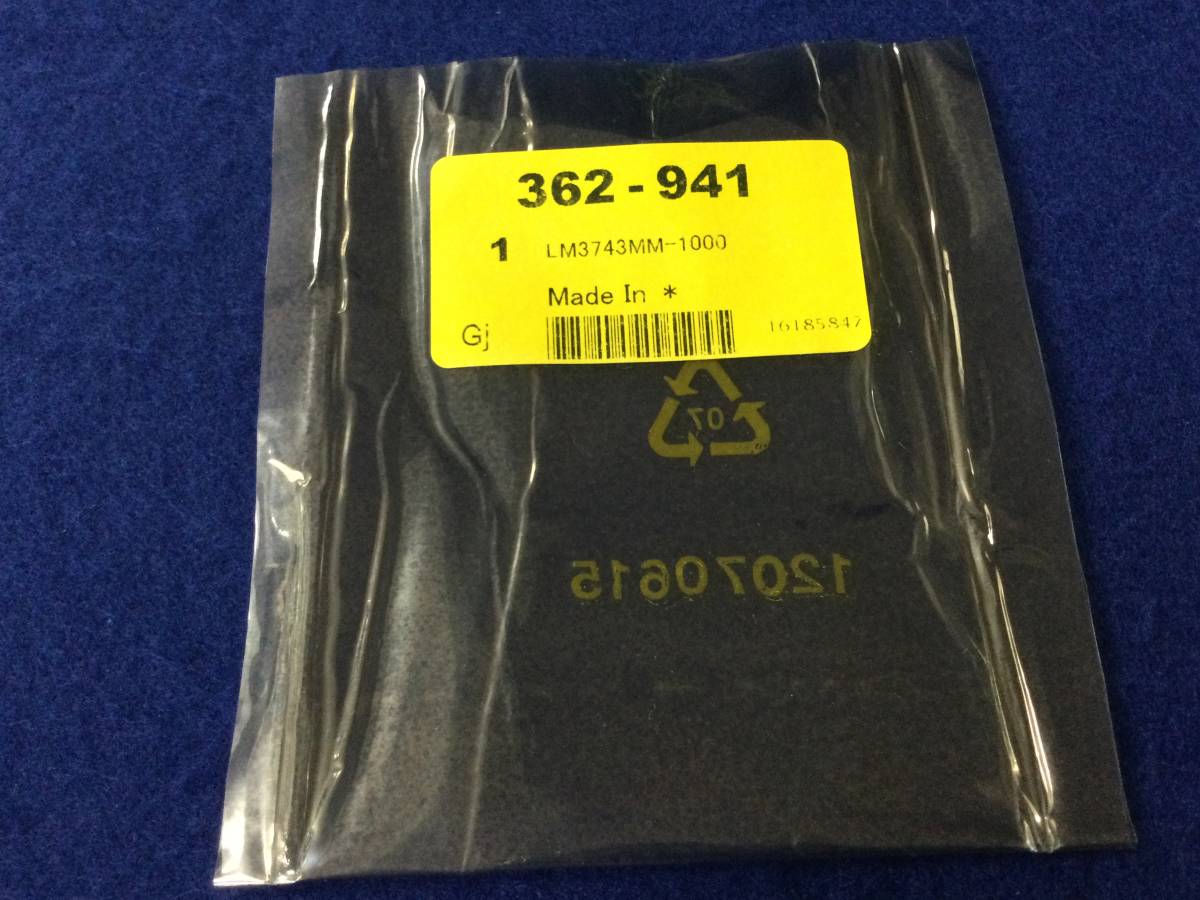 362-941
1 LM3743MM-1000
Made In *
Gj 16185847
07
12070615